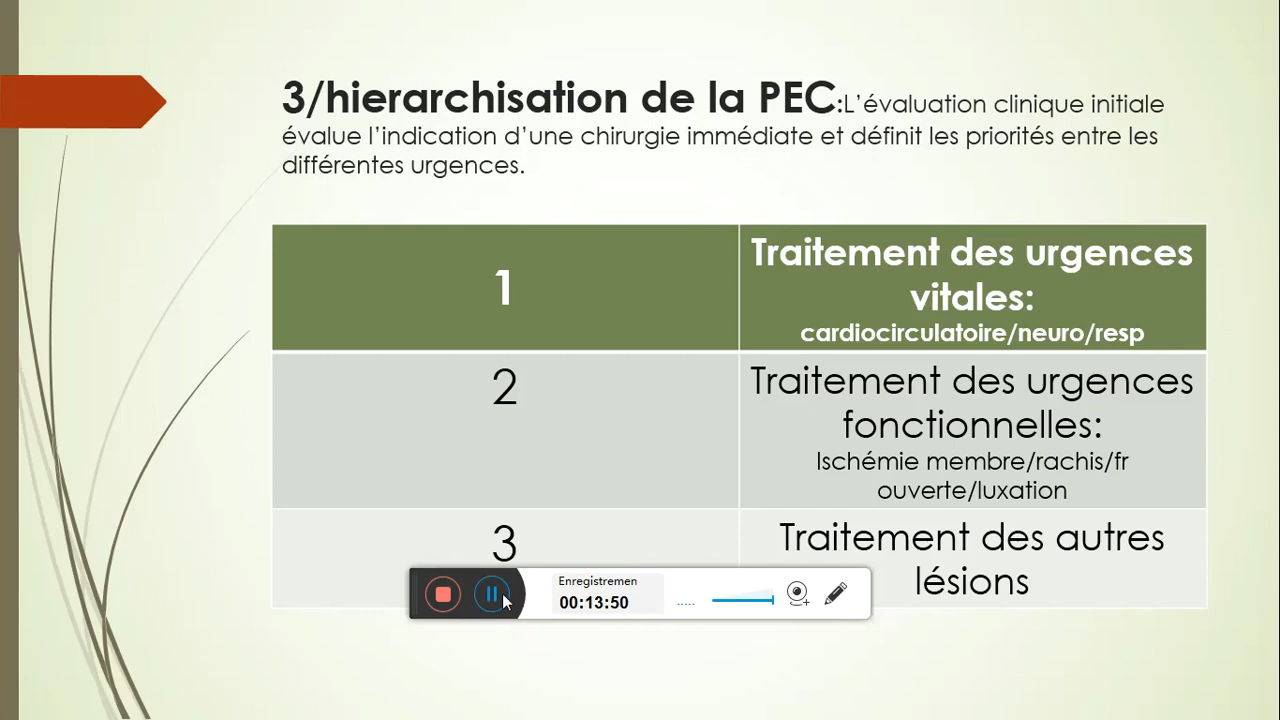 3/hierarchisation de la PEC:L’évaluation clinique initiale
évalue l’indication d’une chirurgie immédiate et définit les priorités entre les
différentes urgences.
1
Traitement des urgences
vitales:
cardiocirculatoire/neuro/resp
2
Traitement des urgences
fonctionnelles:
Ischémie membre/rachis/fr
ouverte/luxation
3
Traitement des autres
lésions
Enregistremen
00:13:50